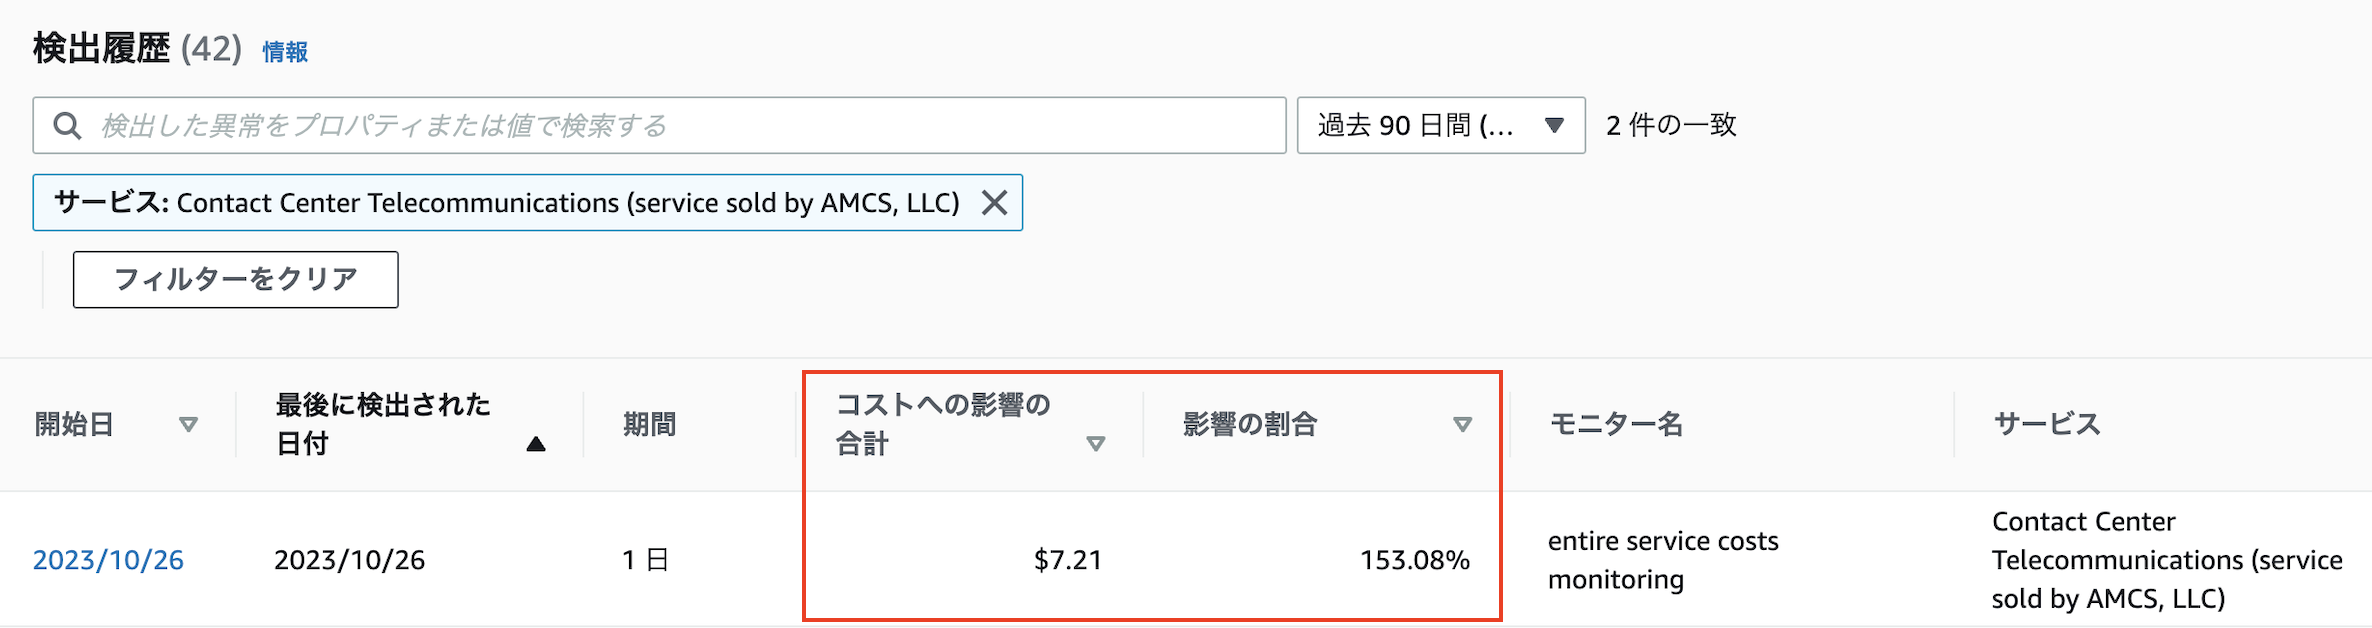 検出履歴 (42) 情報
検出した異常をプロパティまたは値で検索する 過去 90 日間 (... 2 件の一致
サービス: Contact Center Telecommunications (service sold by AMCS, LLC)
フィルターをクリア
開始日 最後に検出された日付 期間 コストへの影響の合計 影響の割合 モニター名 サービス
2023/10/26 2023/10/26 1 日 $7.21 153.08% entire service costs monitoring Contact Center Telecommunications (service sold by AMCS, LLC)